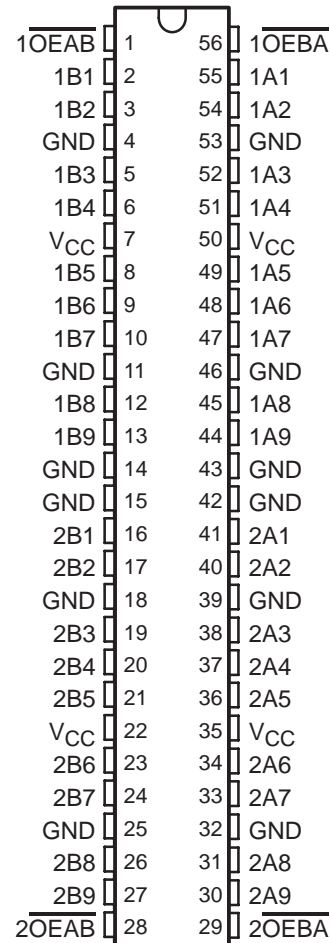 1OEAB 1 56 1OEBA
1B1 2 55 1A1
1B2 3 54 1A2
GND 4 53 GND
1B3 5 52 1A3
1B4 6 51 1A4
VCC 7 50 VCC
1B5 8 49 1A5
1B6 9 48 1A6
1B7 10 47 1A7
GND 11 46 GND
1B8 12 45 1A8
1B9 13 44 1A9
GND 14 43 GND
GND 15 42 GND
2B1 16 41 2A1
2B2 17 40 2A2
GND 18 39 GND
2B3 19 38 2A3
2B4 20 37 2A4
2B5 21 36 2A5
VCC 22 35 VCC
2B6 23 34 2A6
2B7 24 33 2A7
GND 25 32 GND
2B8 26 31 2A8
2B9 27 30 2A9
2OEAB 28 29 2OEBA